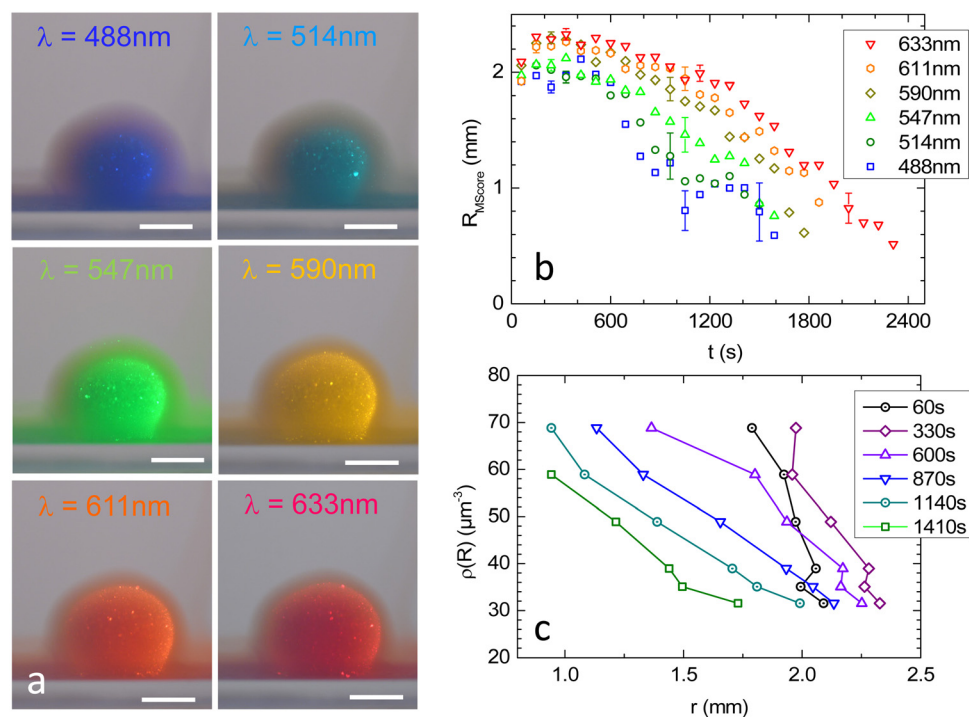 λ = 488nm
λ = 514nm
λ = 547nm
λ = 590nm
λ = 611nm
λ = 633nm
a
R_MScore (mm)
2
1
0
0
600
1200
1800
2400
t (s)
633nm
611nm
590nm
547nm
514nm
488nm
b
ρ(R) (μm⁻³)
80
70
60
50
40
30
20
1.0
1.5
2.0
2.5
r (mm)
60s
330s
600s
870s
1140s
1410s
c